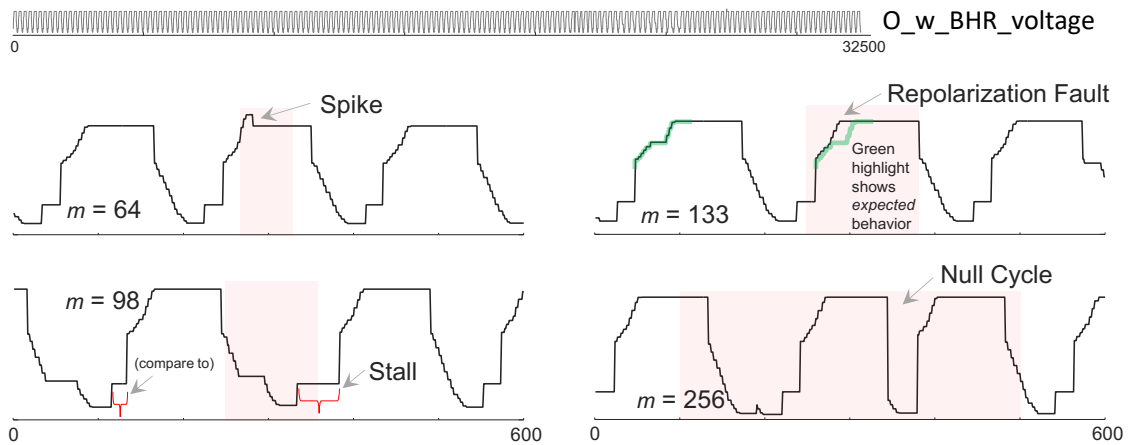 O_w_BHR_voltage
0
32500
Spike
m = 64
Repolarization Fault
Green
highlight
shows
expected
behavior
m = 133
m = 98
(compare to)
Stall
0
600
Null Cycle
m = 256
0
600